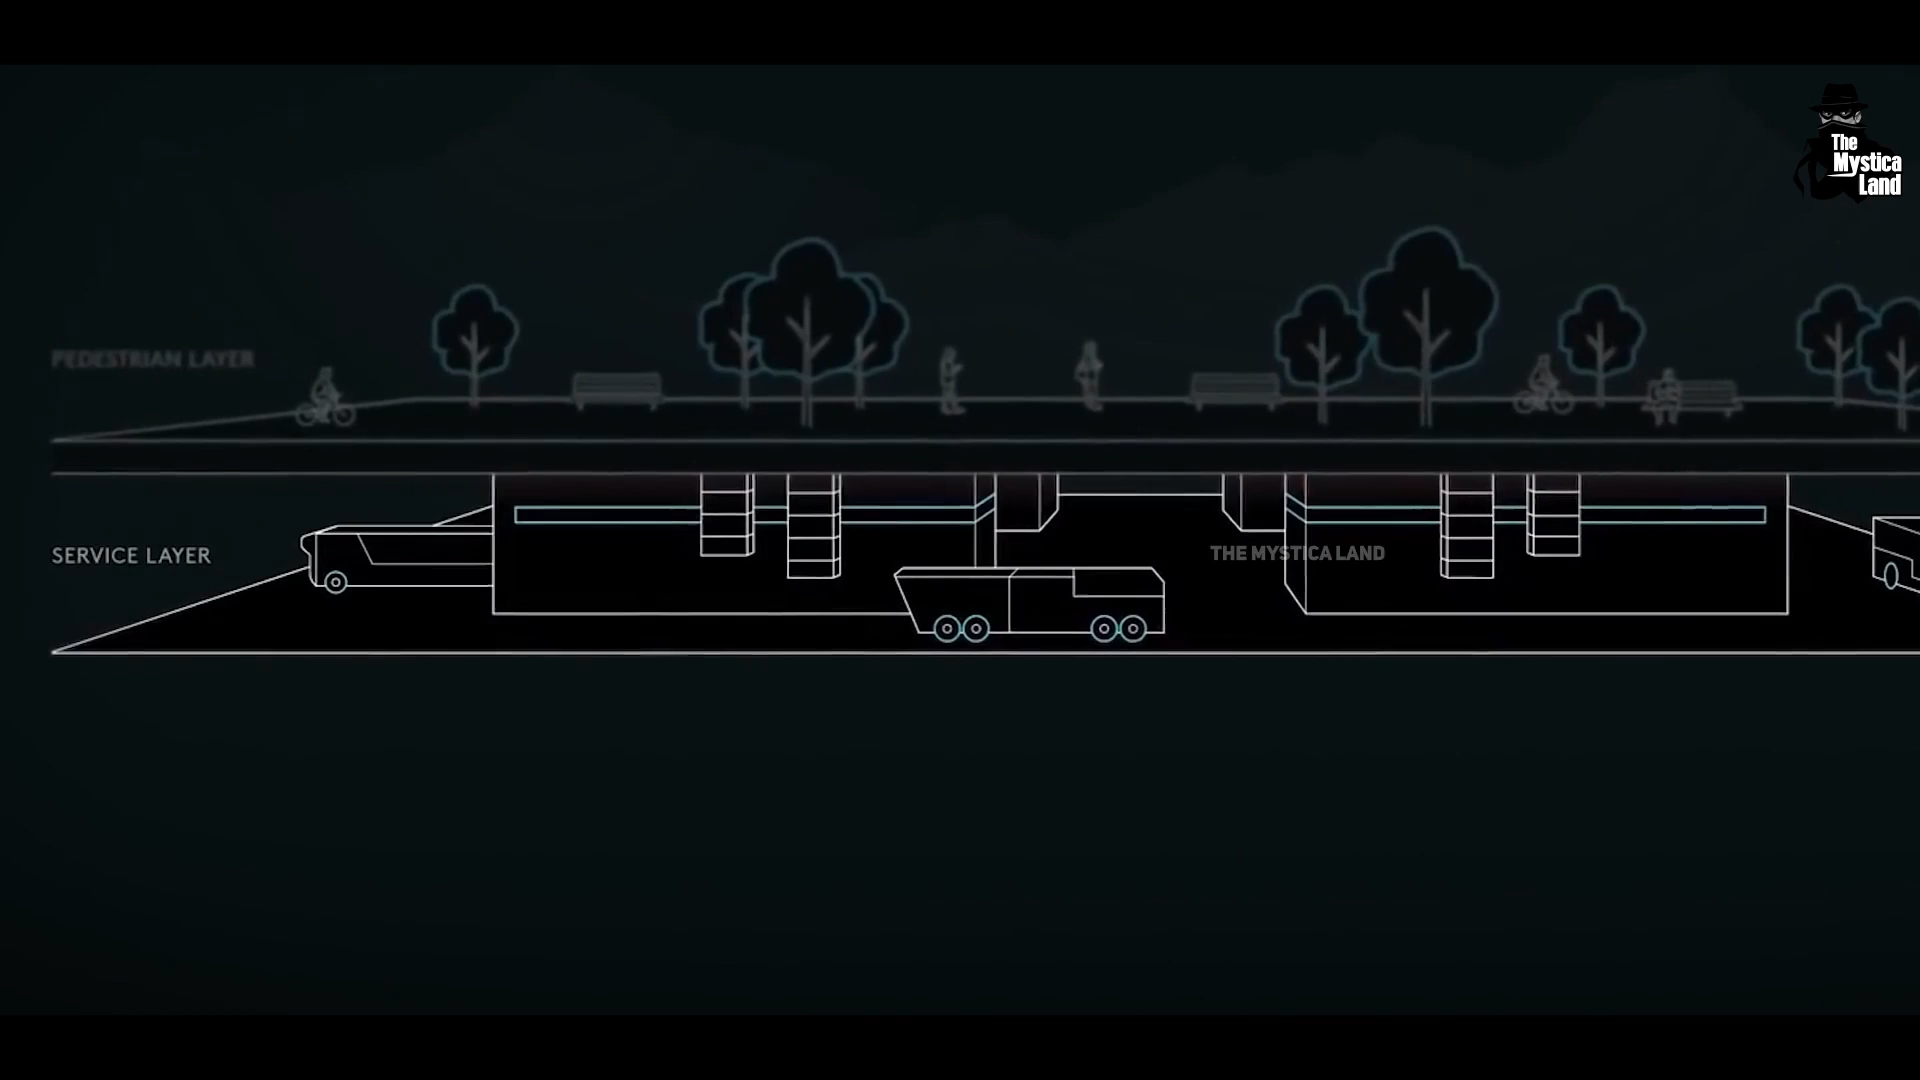 The
Mystica
Land
PEDESTRIAN LAYER
SERVICE LAYER
THE MYSTICA LAND